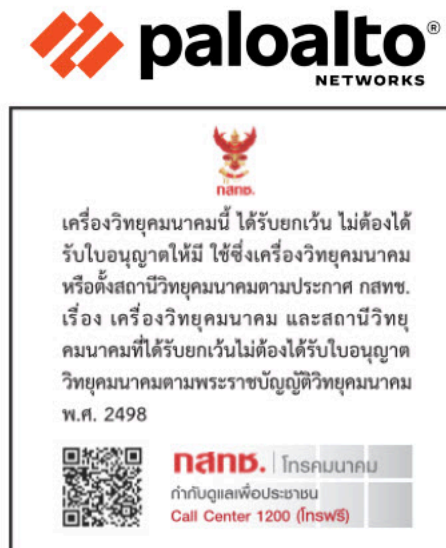 paloalto®
NETWORKS
กสทช.
เครื่องวิทยุคมนาคมนี้ ได้รับยกเว้น ไม่ต้องได้
รับใบอนุญาตให้มี ใช้ซึ่งเครื่องวิทยุคมนาคม
หรือตั้งสถานีวิทยุคมนาคมตามประกาศ กสทช.
เรื่อง เครื่องวิทยุคมนาคม และสถานีวิทยุ
คมนาคมที่ได้รับยกเว้นไม่ต้องได้รับใบอนุญาต
วิทยุคมนาคมตามพระราชบัญญัติวิทยุคมนาคม
พ.ศ. 2498
กสทช. | โทรคมนาคม
กำกับดูแลเพื่อประชาชน
Call Center 1200 (โทรฟรี)